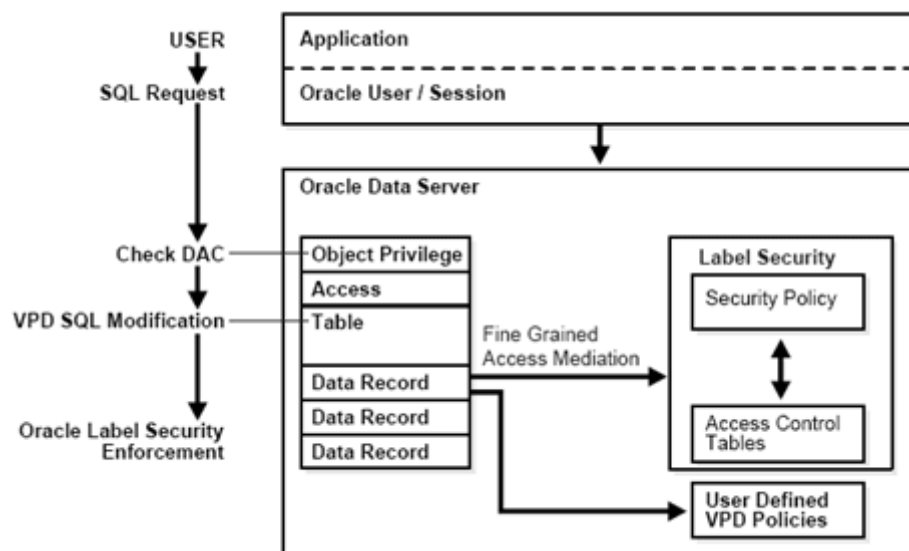 USER
SQL Request
Check DAC
VPD SQL Modification
Oracle Label Security
Enforcement
Application
Oracle User / Session
Oracle Data Server
Object Privilege
Access
Table
Data Record
Data Record
Data Record
Fine Grained
Access Mediation
Label Security
Security Policy
Access Control
Tables
User Defined
VPD Policies